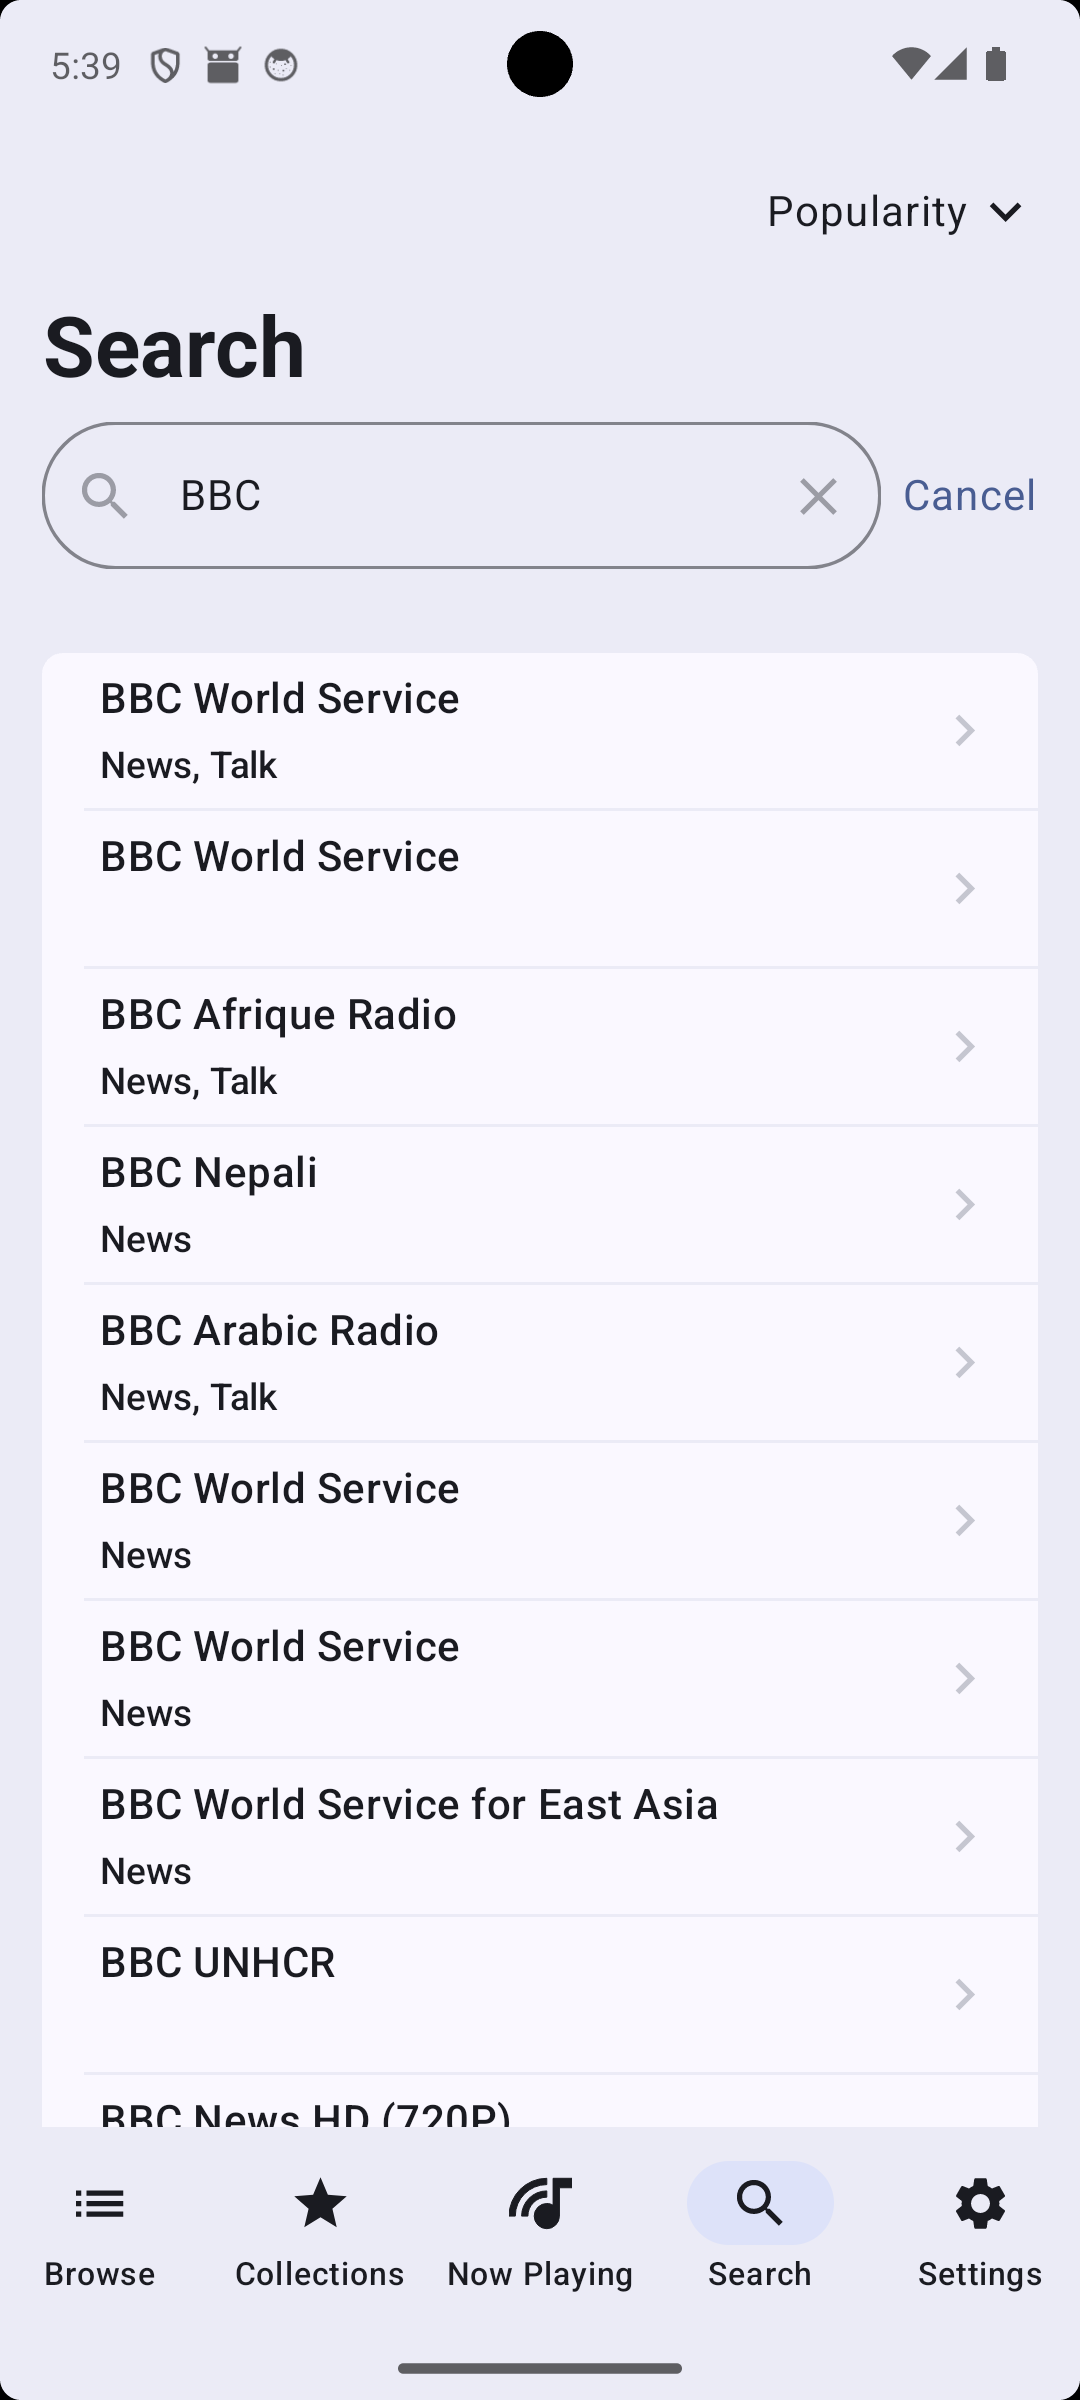 5:39
Popularity
Search
BBC
Cancel
BBC World Service
News, Talk
BBC World Service
BBC Afrique Radio
News, Talk
BBC Nepali
News
BBC Arabic Radio
News, Talk
BBC World Service
News
BBC World Service
News
BBC World Service for East Asia
News
BBC UNHCR
BBC News HD (720P)
Browse
Collections
Now Playing
Search
Settings